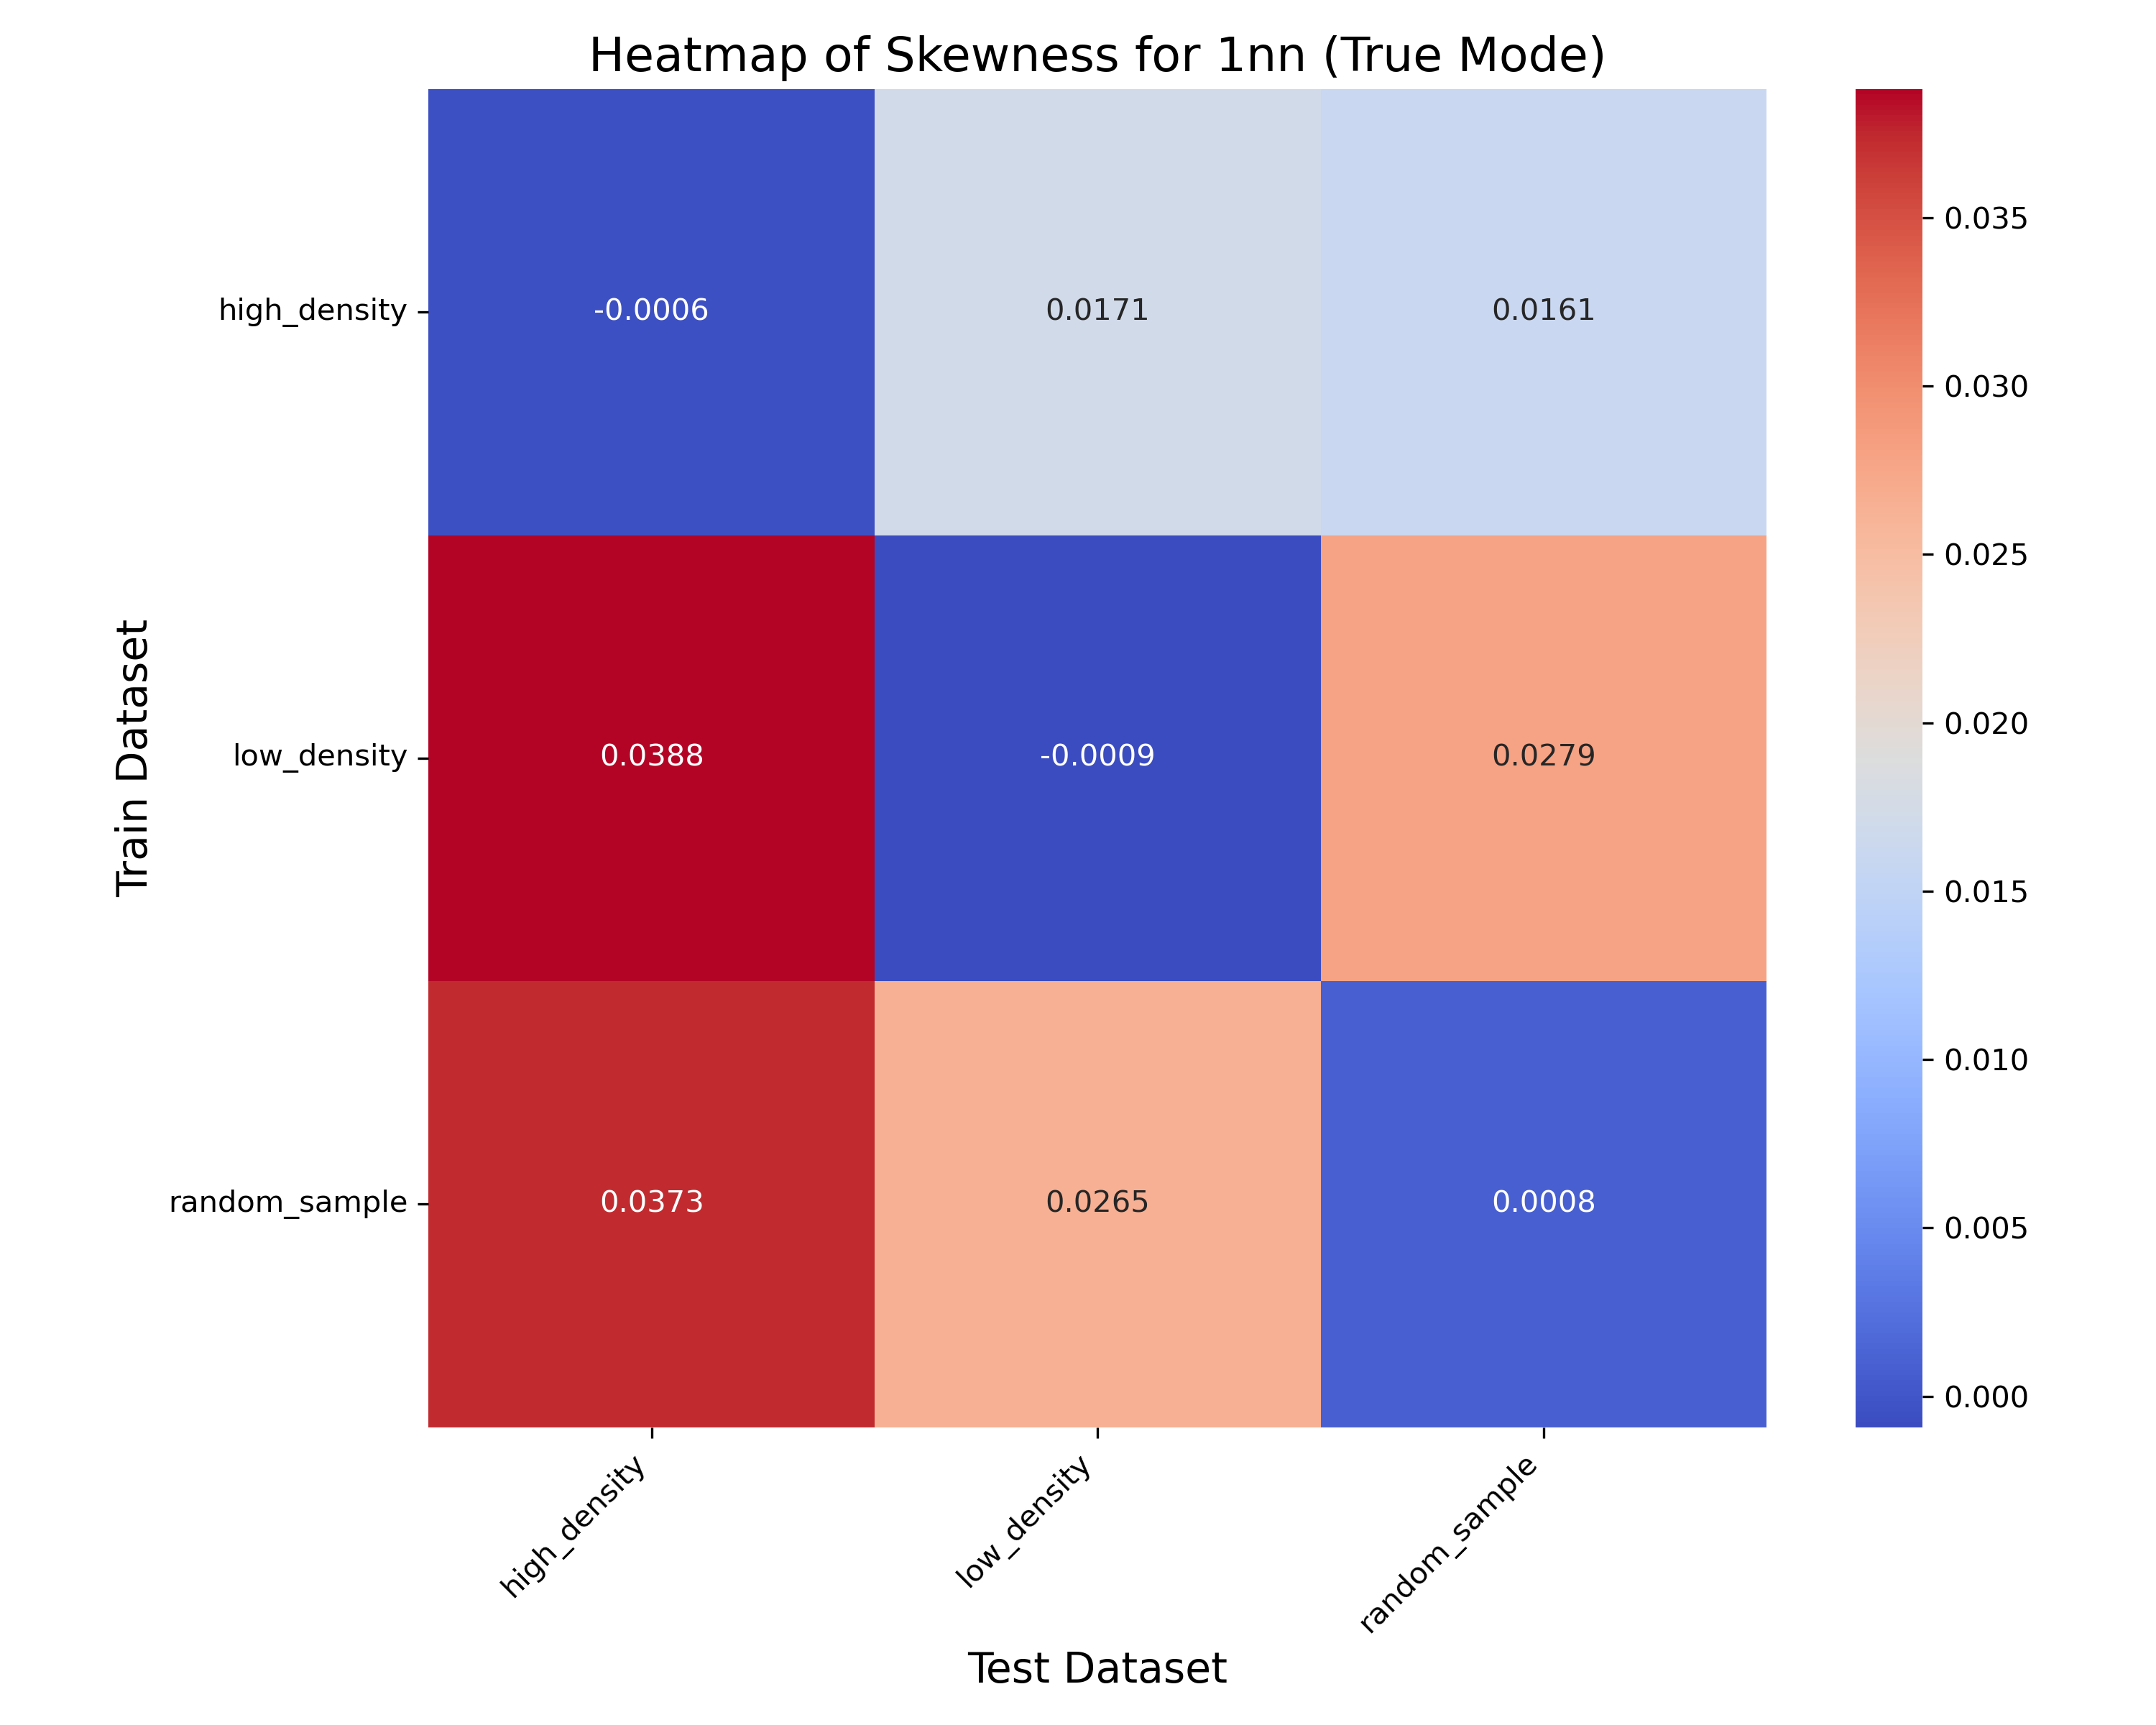 Heatmap of Skewness for 1nn (True Mode)
Train Dataset
high_density
-0.0006
0.0171
0.0161
low_density
0.0388
-0.0009
0.0279
random_sample
0.0373
0.0265
0.0008
high_density
low_density
random_sample
Test Dataset
0.035
0.030
0.025
0.020
0.015
0.010
0.005
0.000